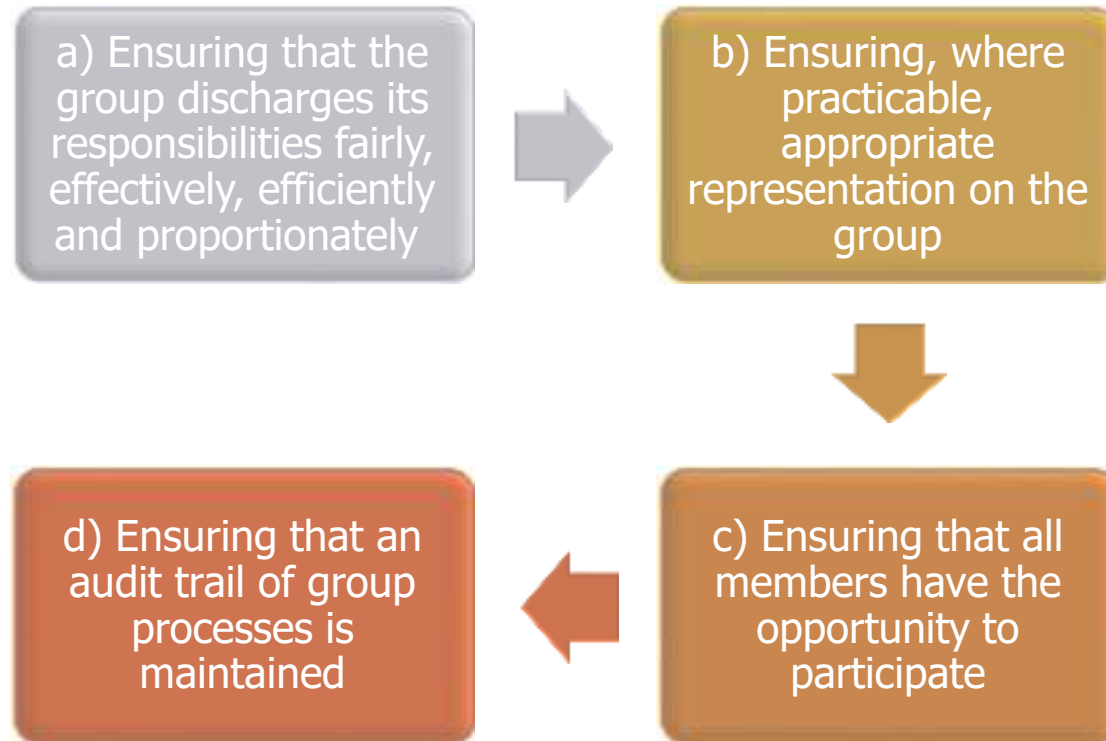 a) Ensuring that the
group discharges its
responsibilities fairly,
effectively, efficiently
and proportionately
b) Ensuring, where
practicable,
appropriate
representation on the
group
c) Ensuring that all
members have the
opportunity to
participate
d) Ensuring that an
audit trail of group
processes is
maintained